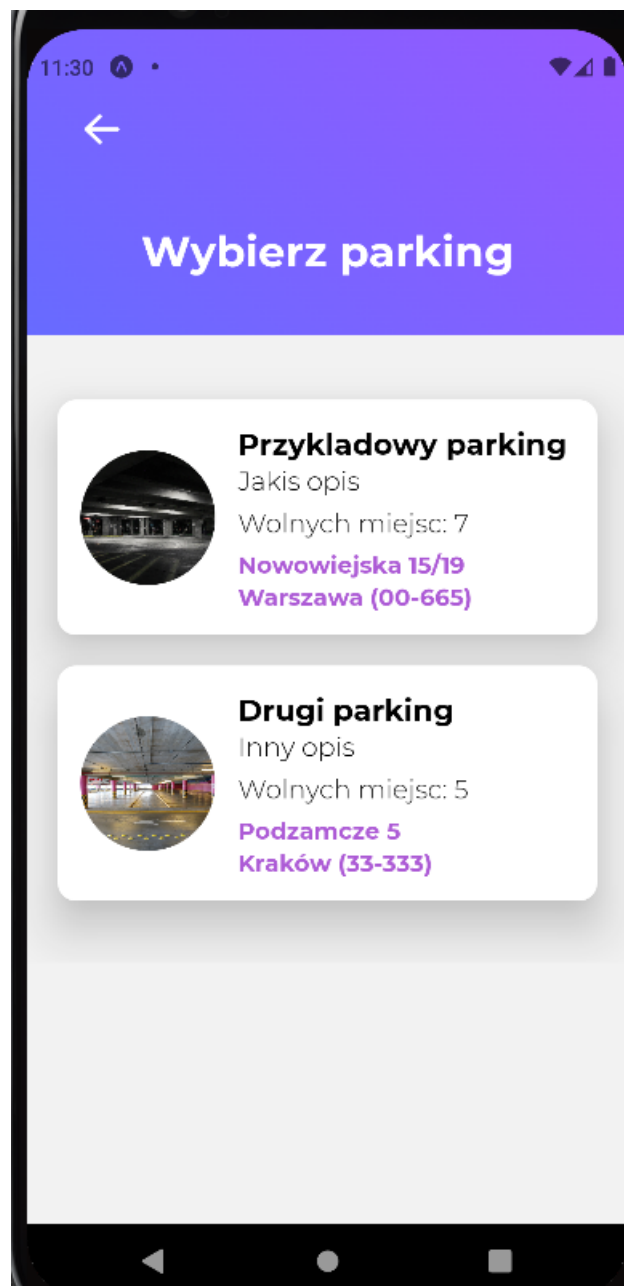 11:30
Wybierz parking
Przykladowy parking
Jakis opis
Wolnych miejsc: 7
Nowowiejska 15/19
Warszawa (00-665)
Drugi parking
Inny opis
Wolnych miejsc: 5
Podzamcze 5
Kraków (33-333)